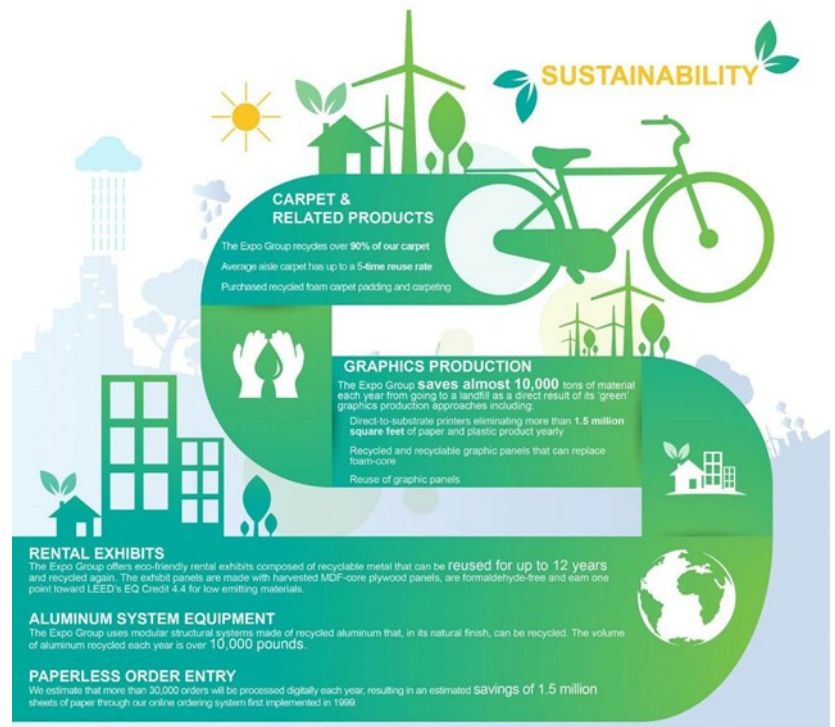 SUSTAINABILITY
CARPET &
RELATED PRODUCTS
The Expo Group recycles over 90% of our carpet
Average aisle carpet has up to a 5-time reuse rate
Purchased recycled foam carpet padding and carpeting
GRAPHICS PRODUCTION
The Expo Group saves almost 10,000 tons of material
each year from going to a landfill as a direct result of its 'green'
graphics production approaches including:
Direct-to-substrate printers eliminating more than 1.5 million
square feet of paper and plastic product yearly
Recycled and recyclable graphic panels that can replace
foam-core
Reuse of graphic panels
RENTAL EXHIBITS
The Expo Group offers eco-friendly rental exhibits composed of recyclable metal that can be reused for up to 12 years
and recycled again. The exhibit panels are made with harvested MDF-core plywood panels, are formaldehyde-free and earn one
point toward LEED's EQ Credit 4.4 for low emitting materials.
ALUMINUM SYSTEM EQUIPMENT
The Expo Group uses modular structural systems made of recycled aluminum that, in its natural finish, can be recycled. The volume
of aluminum recycled each year is over 10,000 pounds.
PAPERLESS ORDER ENTRY
We estimate that more than 30,000 orders will be processed digitally each year, resulting in an estimated savings of 1.5 million
sheets of paper through our online ordering system first implemented in 1999.